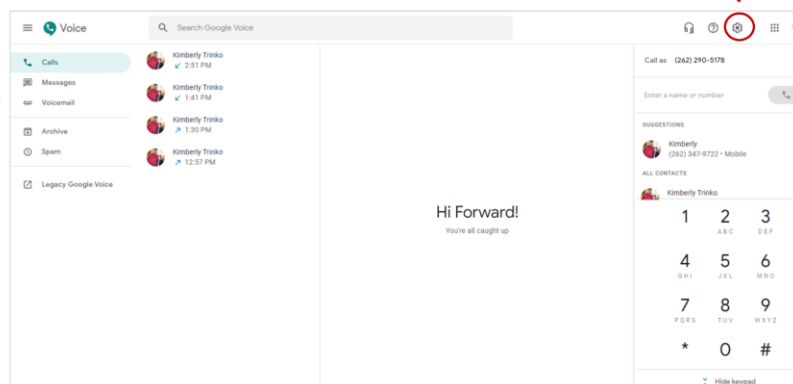 Voice
Search Google Voice
Calls
Messages
Voicemail
Archive
Spam
Legacy Google Voice
Kimberly Trinko
2:51 PM
Kimberly Trinko
1:41 PM
Kimberly Trinko
1:30 PM
Kimberly Trinko
12:57 PM
Hi Forward!
You're all caught up
Call as (262) 290-5178
Enter a name or number
SUGGESTIONS
Kimberly
(262) 347-9722 • Mobile
ALL CONTACTS
Kimberly Trinko
1 2 3
ABC DEF
4 5 6
GHI JKL MNO
7 8 9
PQRS TUV WXYZ
* 0 #
Hide keypad